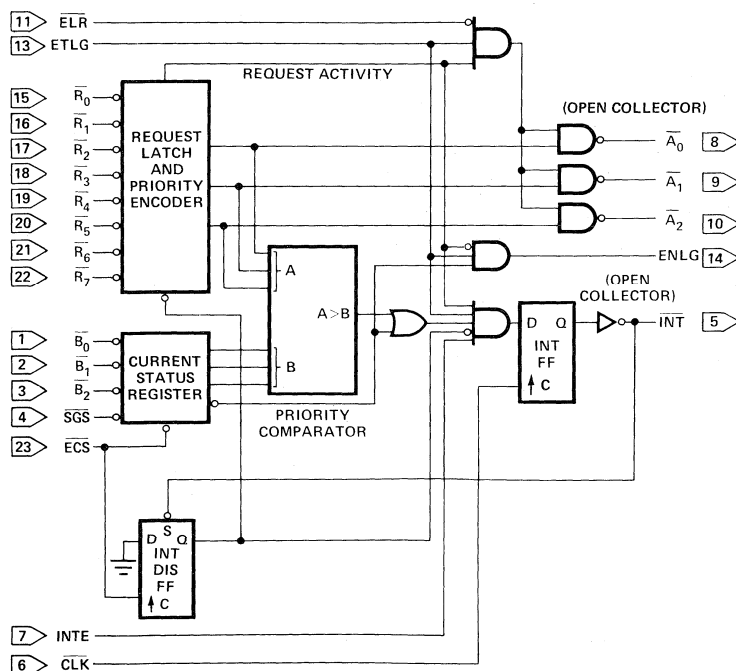 11 ELR
13 ETLG
REQUEST ACTIVITY
15 R0
16 R1
17 R2
18 R3
19 R4
20 R5
21 R6
22 R7
REQUEST
LATCH
AND
PRIORITY
ENCODER
(OPEN COLLECTOR)
A0 8
A1 9
A2 10
ENLG 14
A
A>B
B
PRIORITY
COMPARATOR
1 B0
2 B1
3 B2
4 SGS
23 ECS
CURRENT
STATUS
REGISTER
(OPEN
COLLECTOR)
D Q
INT
FF
C
INT 5
S
D Q
INT
DIS
FF
C
7 INTE
6 CLK